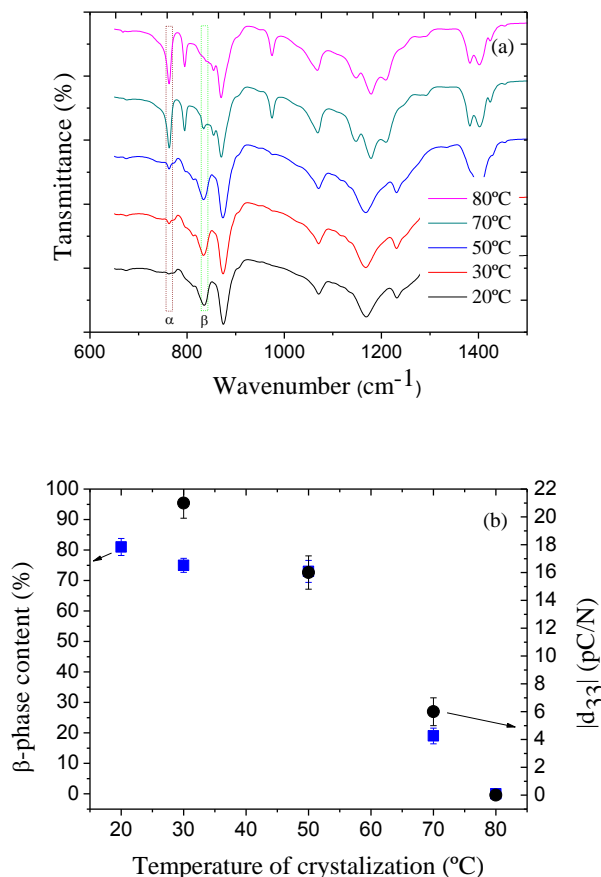 (a)
Transmittance (%)
80ºC
70ºC
50ºC
30ºC
20ºC
α
β
600 800 1000 1200 1400
Wavenumber (cm-1)
(b)
β-phase content (%)
100
90
80
70
60
50
40
30
20
10
0
22
20
18
16
14
12
10
8
6
4
2
0
|d33| (pC/N)
20 30 40 50 60 70 80
Temperature of crystalization (ºC)